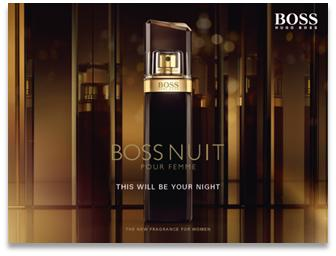 BOSS
HUGO BOSS
BOSS
BOSS NUIT
POUR FEMME
THIS WILL BE YOUR NIGHT
THE NEW FRAGRANCE FOR WOMEN